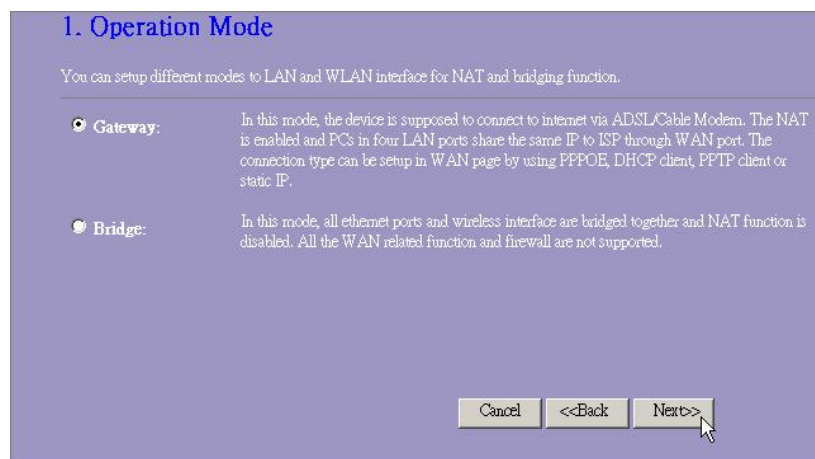 1. Operation Mode
You can setup different modes to LAN and WLAN interface for NAT and bridging function.
Gateway:
In this mode, the device is supposed to connect to internet via ADSL/Cable Modem. The NAT
is enabled and PCs in four LAN ports share the same IP to ISP through WAN port. The
connection type can be setup in WAN page by using PPPOE, DHCP client, PPTP client or
static IP.
Bridge:
In this mode, all ethernet ports and wireless interface are bridged together and NAT function is
disabled. All the WAN related function and firewall are not supported.
Cancel
<<Back
Next>>